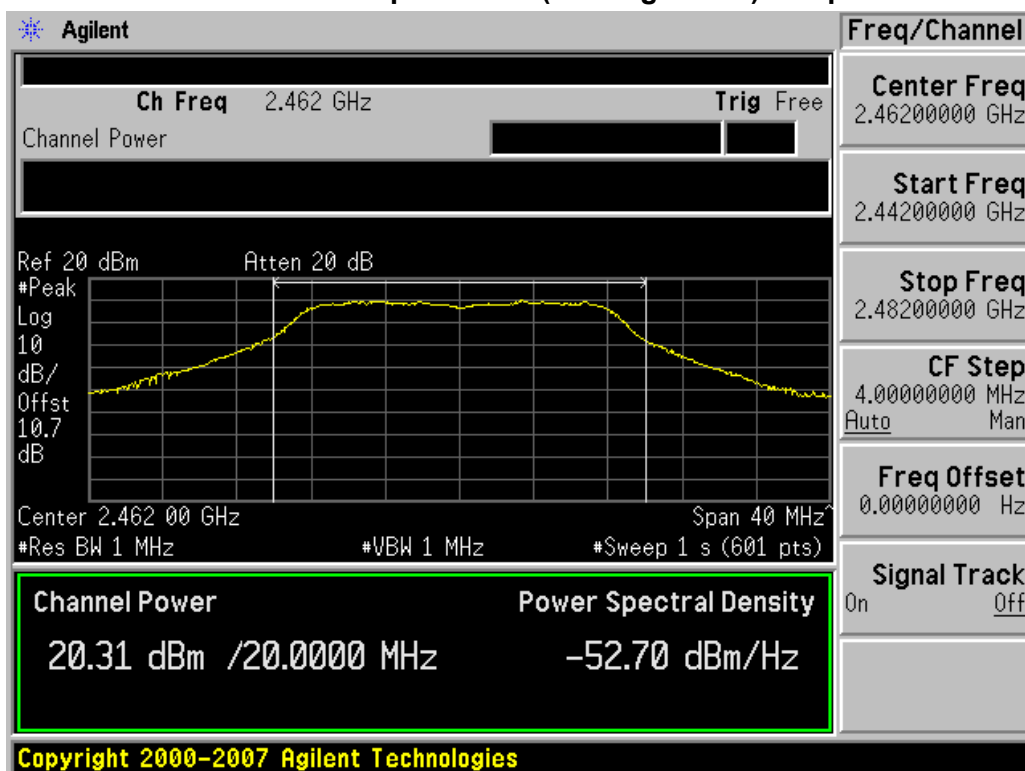 Agilent
Freq/Channel
Ch Freq 2.462 GHz Trig Free
Channel Power
Center Freq
2.46200000 GHz
Start Freq
2.44200000 GHz
Stop Freq
2.48200000 GHz
CF Step
4.00000000 MHz
Auto Man
Freq Offset
0.00000000 Hz
Signal Track
On Off
Ref 20 dBm Atten 20 dB
#Peak
Log
10
dB/
Offst
10.7
dB
Center 2.462 00 GHz Span 40 MHz^
#Res BW 1 MHz #VBW 1 MHz #Sweep 1 s (601 pts)
Channel Power Power Spectral Density
20.31 dBm /20.0000 MHz -52.70 dBm/Hz
Copyright 2000-2007 Agilent Technologies